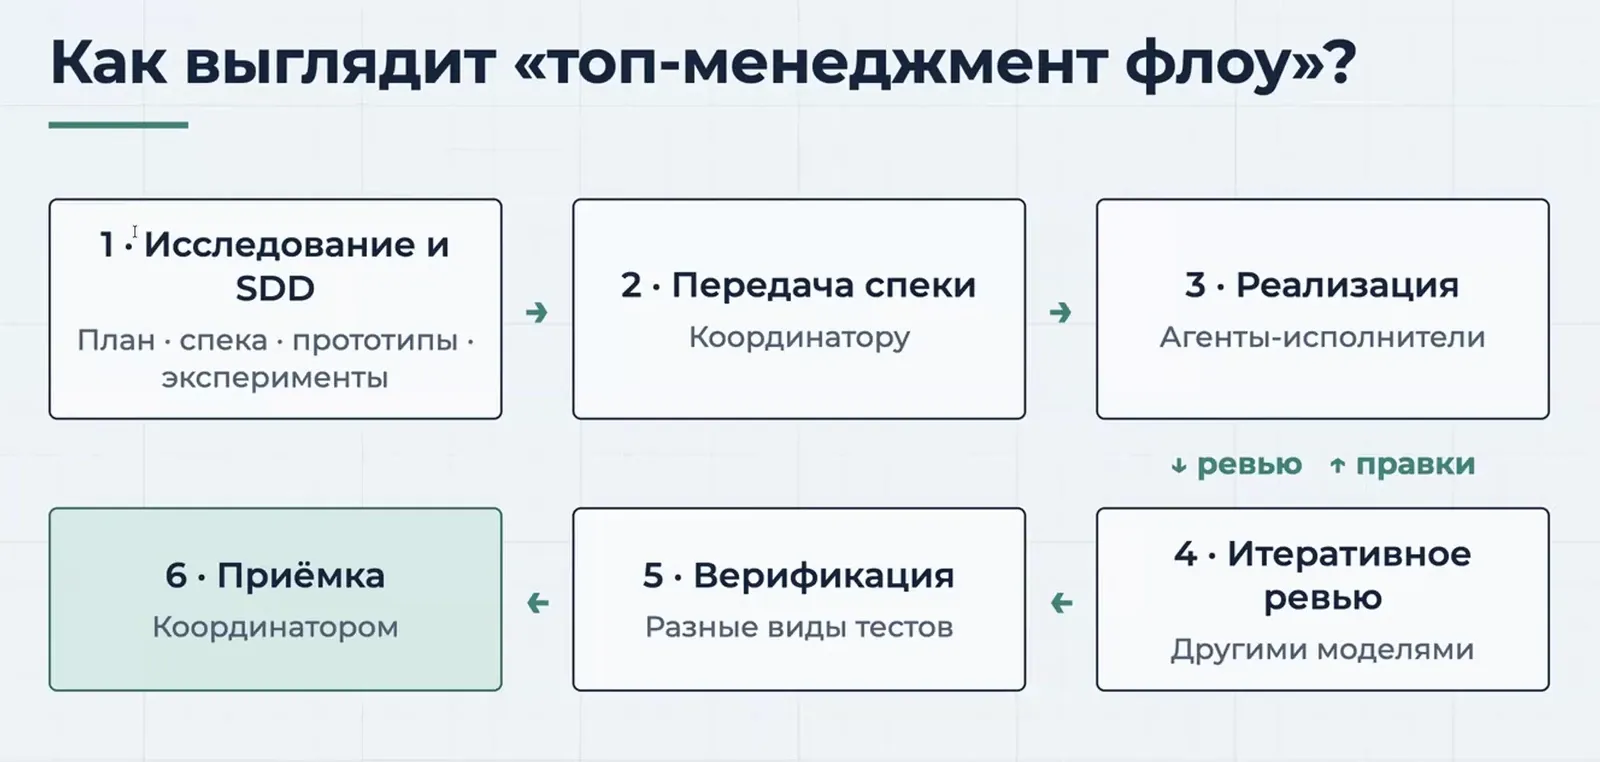 Как выглядит «топ-менеджмент флоу»?
1 · Исследование и
SDD
План · спека · прототипы ·
эксперименты
→
2 · Передача спеки
Координатору
→
3 · Реализация
Агенты-исполнители
↓ ревью ↑ правки
4 · Итеративное
ревью
Другими моделями
←
5 · Верификация
Разные виды тестов
←
6 · Приёмка
Координатором